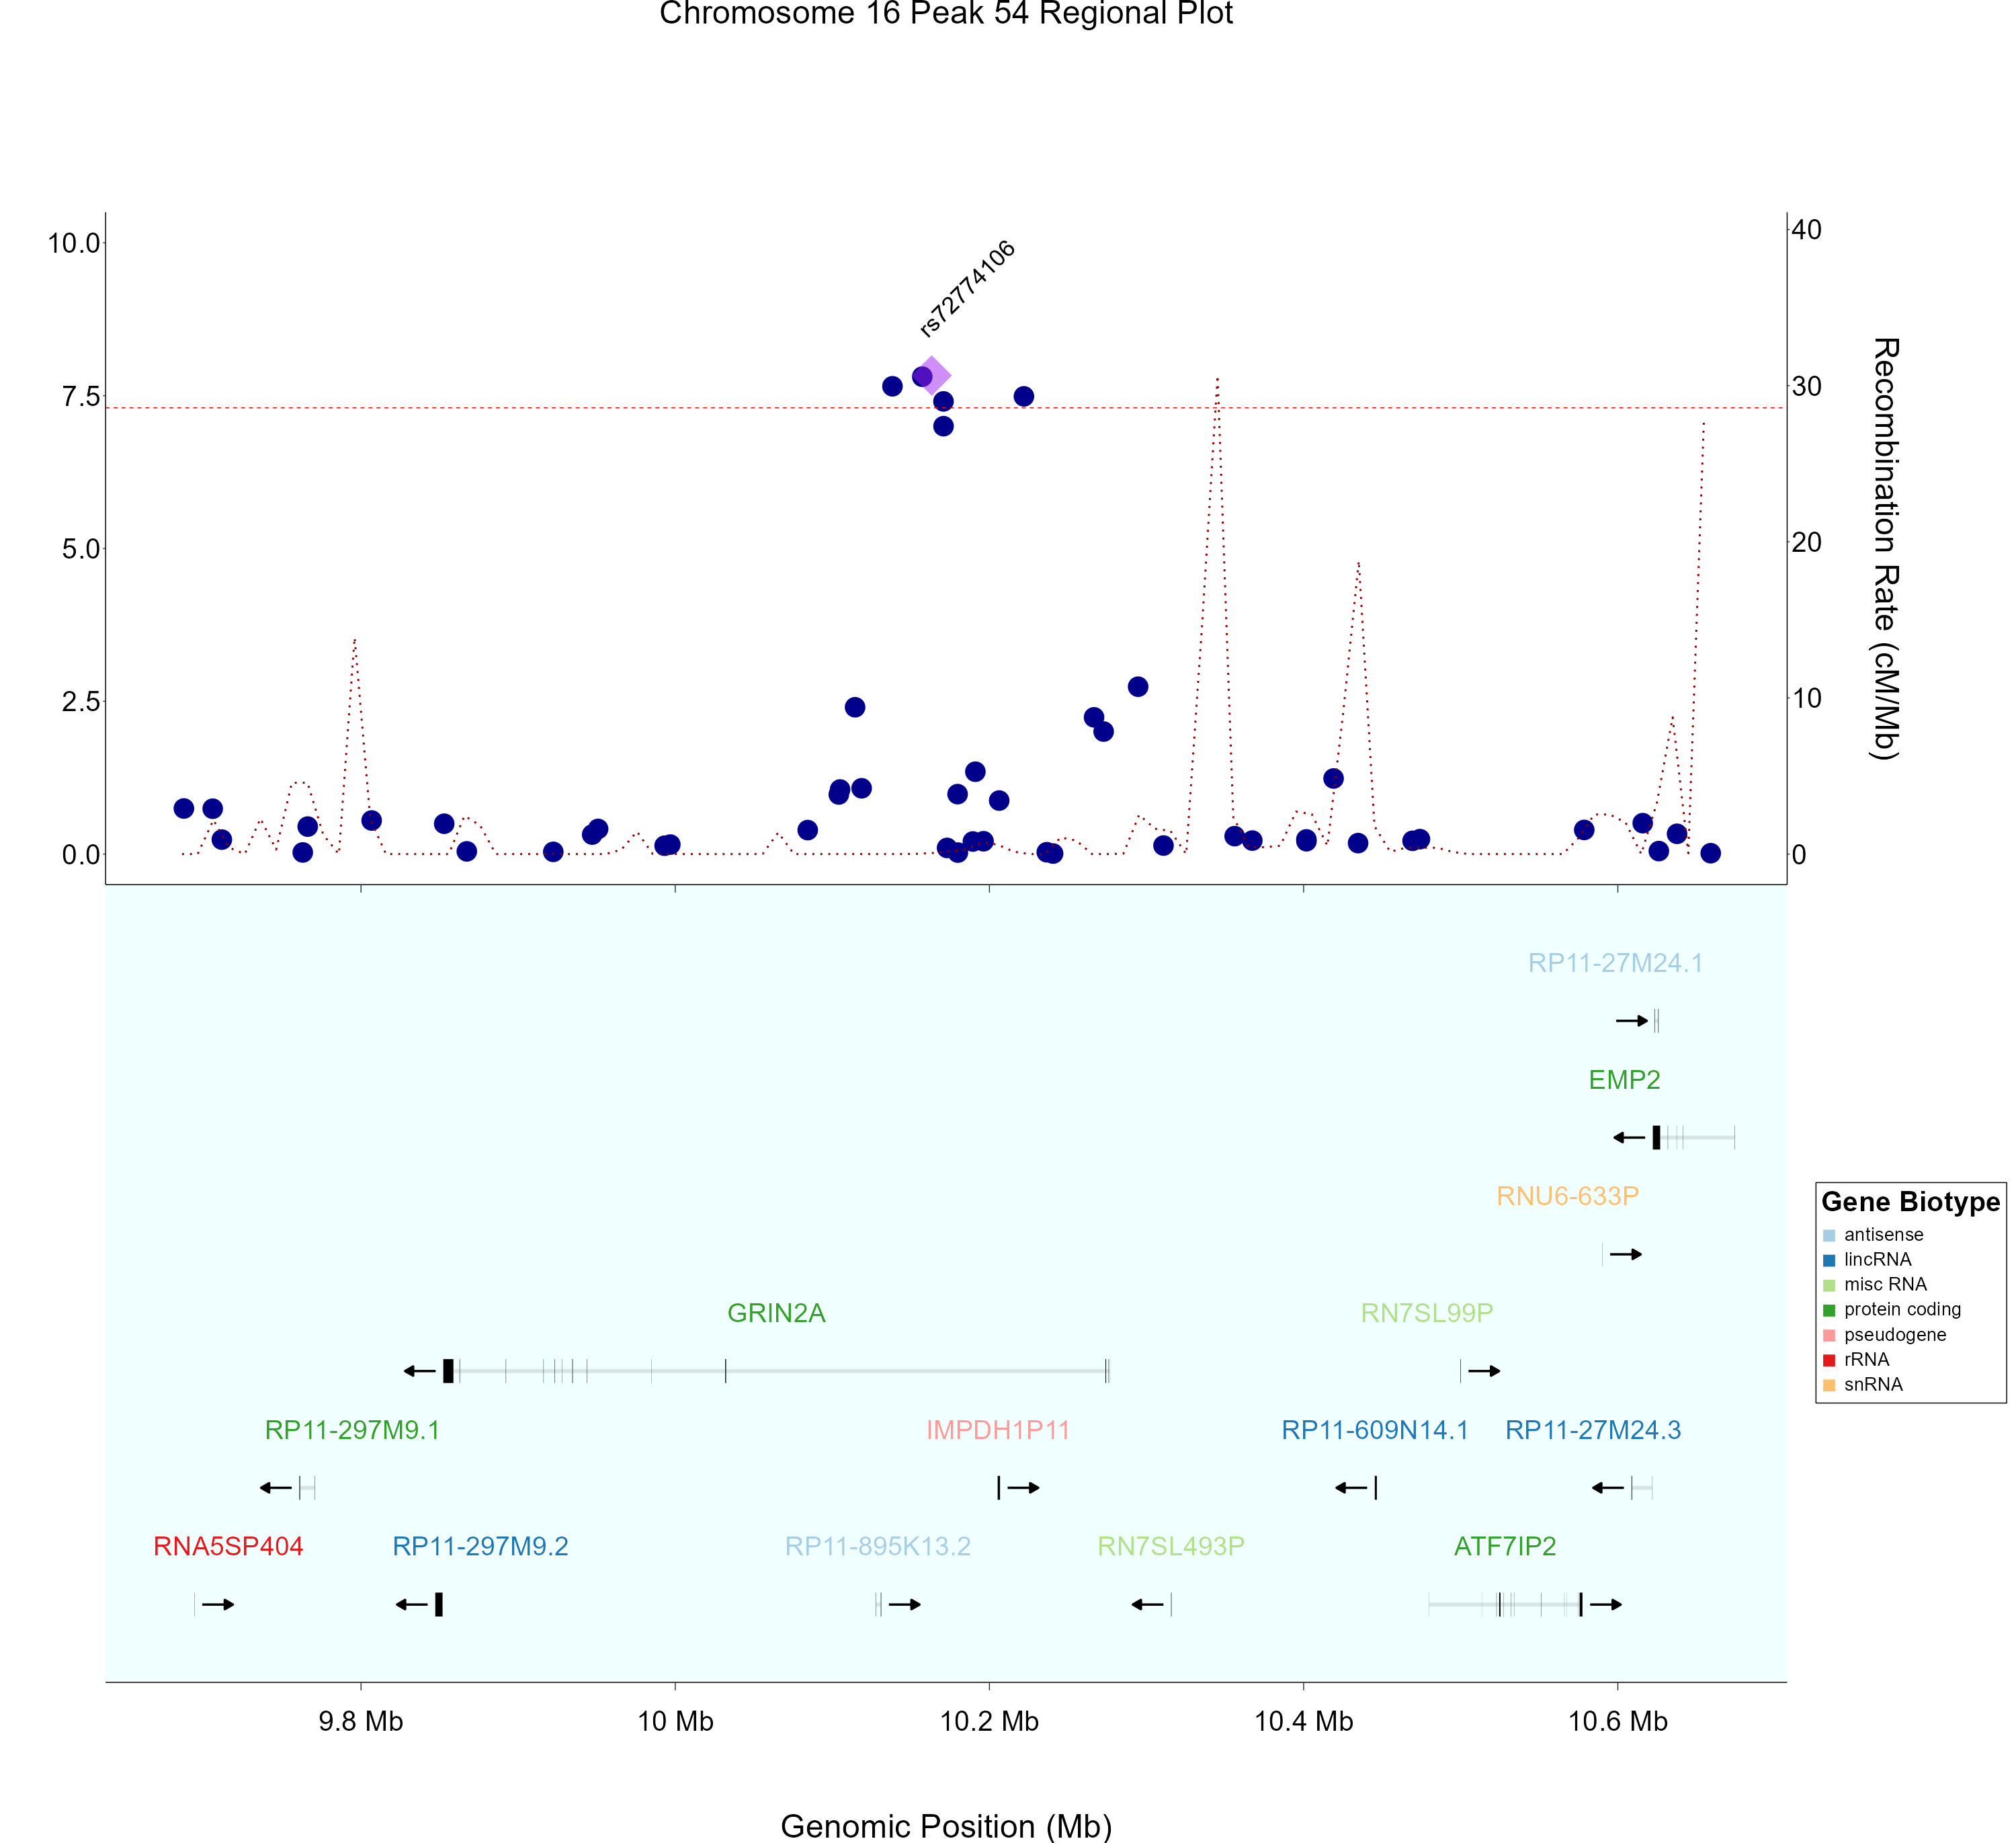 Chromosome 16 Peak 54 Regional Plot
10.0
7.5
5.0
2.5
0.0
rs72774106
40
30
20
10
0
Recombination Rate (cM/Mb)
RP11-27M24.1
EMP2
RNU6-633P
GRIN2A
RN7SL99P
RP11-297M9.1
IMPDH1P11
RP11-609N14.1
RP11-27M24.3
RNA5SP404
RP11-297M9.2
RP11-895K13.2
RN7SL493P
ATF7IP2
Gene Biotype
antisense
lincRNA
misc RNA
protein coding
pseudogene
rRNA
snRNA
9.8 Mb
10 Mb
10.2 Mb
10.4 Mb
10.6 Mb
Genomic Position (Mb)